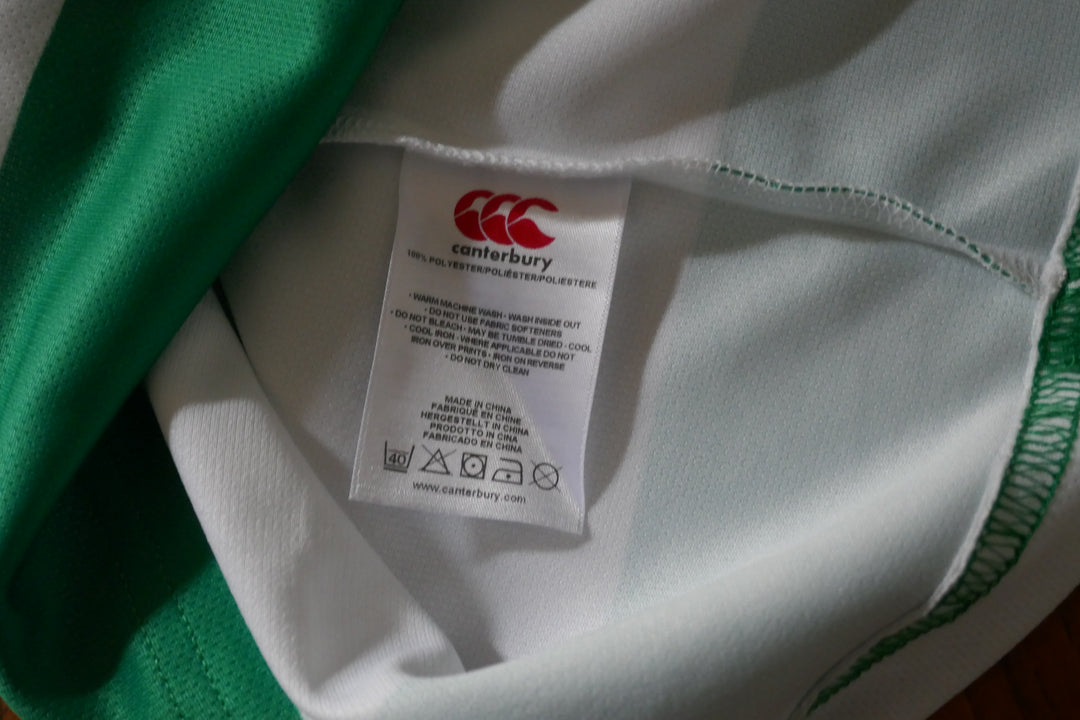 canterbury
100% POLYESTER/POLIÉSTER/POLIESTERE
• WARM MACHINE WASH • WASH INSIDE OUT
• DO NOT USE FABRIC SOFTENERS
• DO NOT BLEACH • MAY BE TUMBLE DRIED - COOL
• COOL IRON • WHERE APPLICABLE DO NOT
IRON OVER PRINTS • IRON ON REVERSE
• DO NOT DRY CLEAN
MADE IN CHINA
FABRIQUÉ EN CHINE
HERGESTELLT IN CHINA
PRODOTTO IN CINA
FABRICADO EN CHINA
40
www.canterbury.com